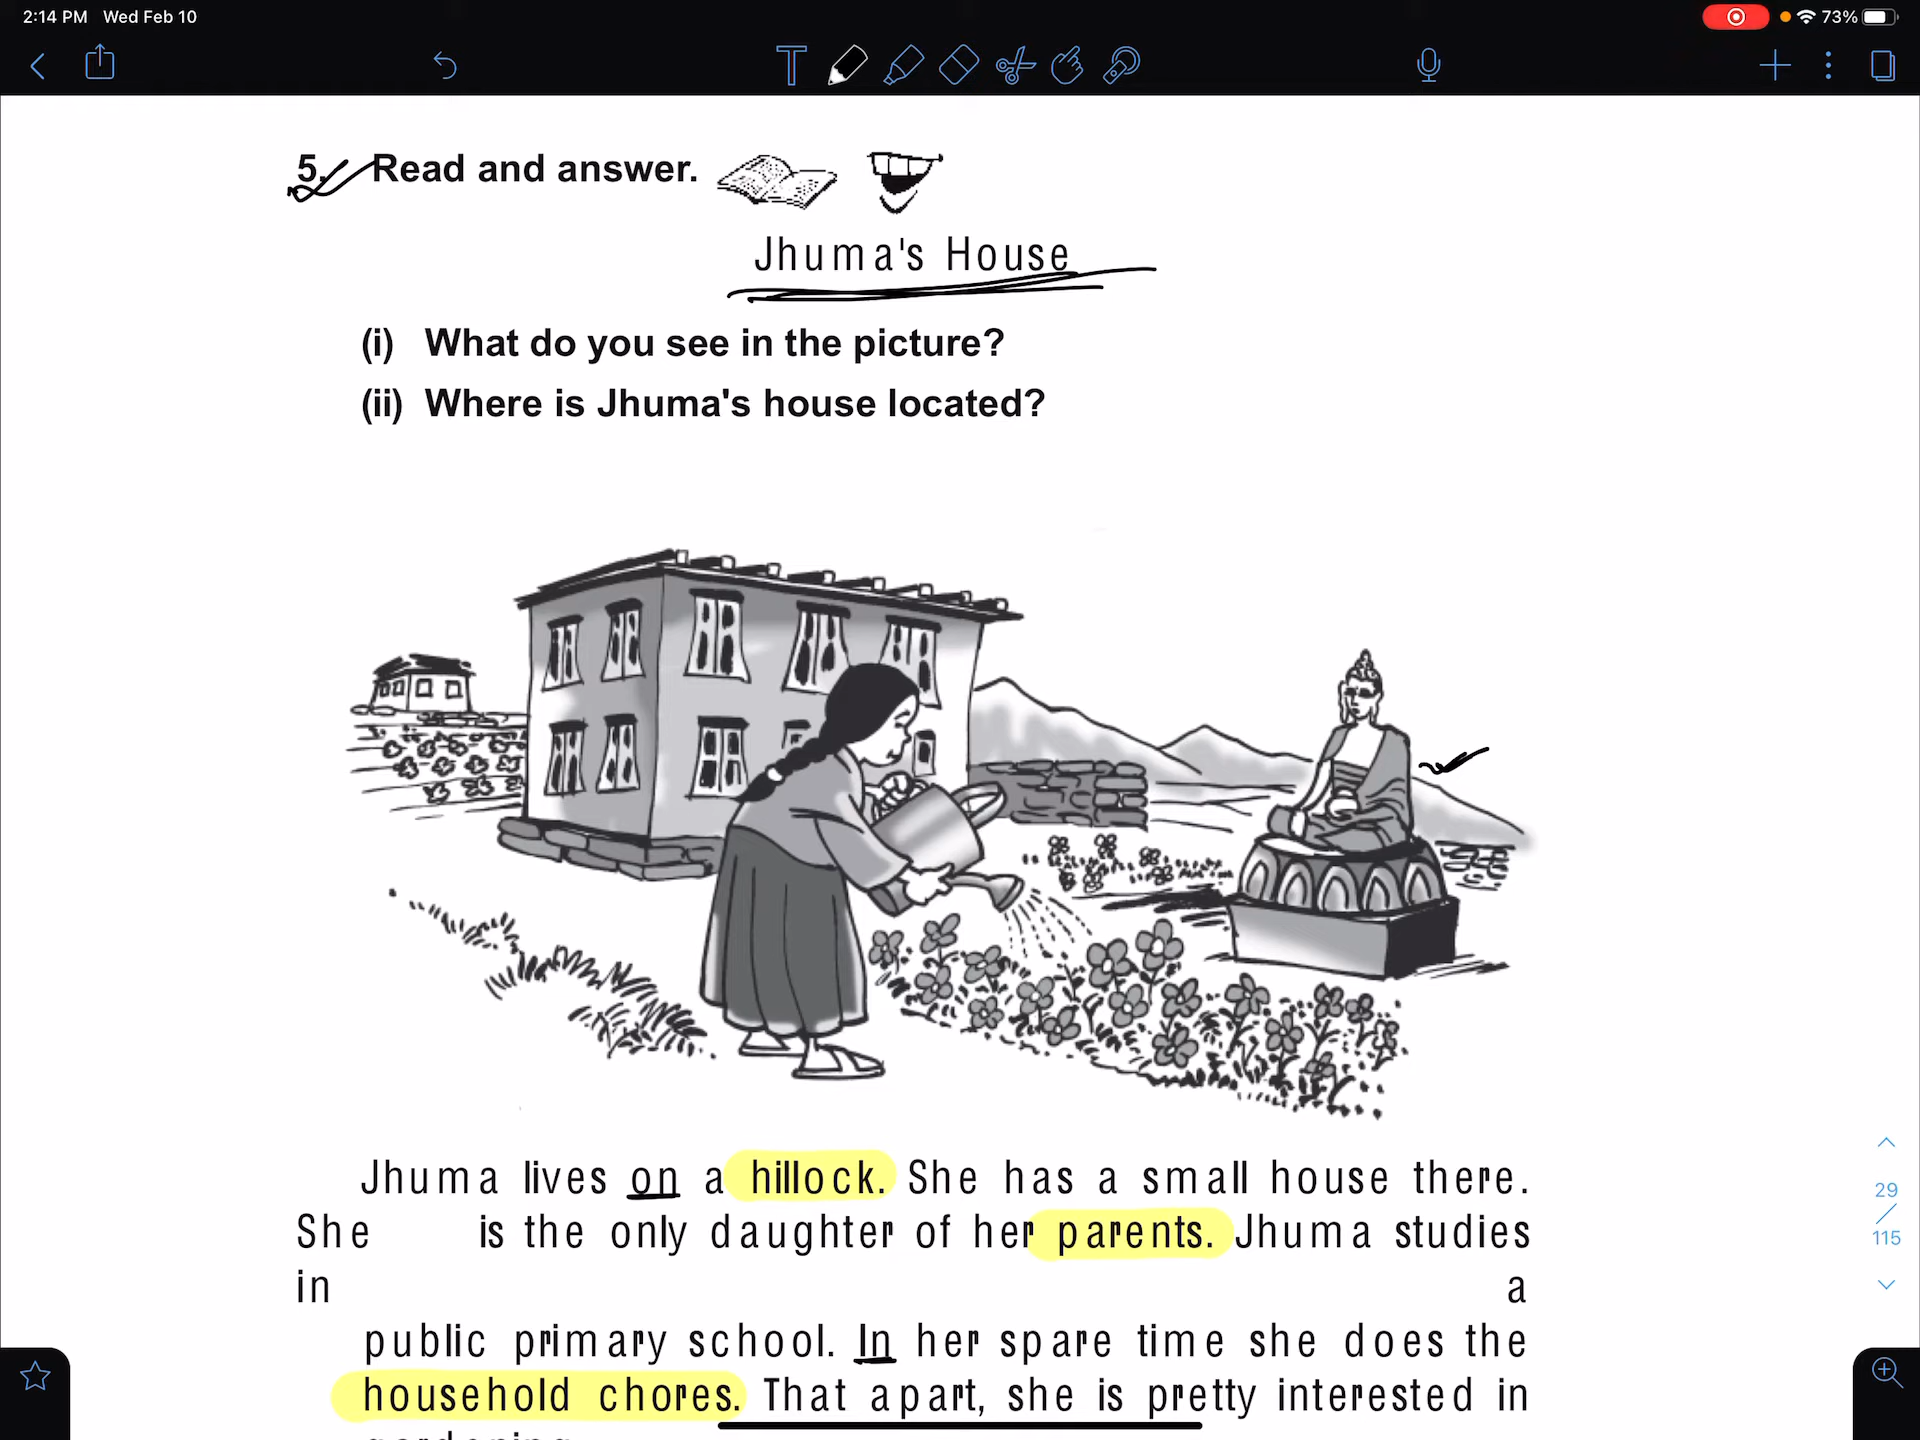 2:14 PM Wed Feb 10
73%
5. Read and answer.
Jhuma's House
(i) What do you see in the picture?
(ii) Where is Jhuma's house located?
Jhuma lives on a hillock. She has a small house there.
She is the only daughter of her parents. Jhuma studies
in a
public primary school. In her spare time she does the
household chores. That apart, she is pretty interested in
gardening
29
115